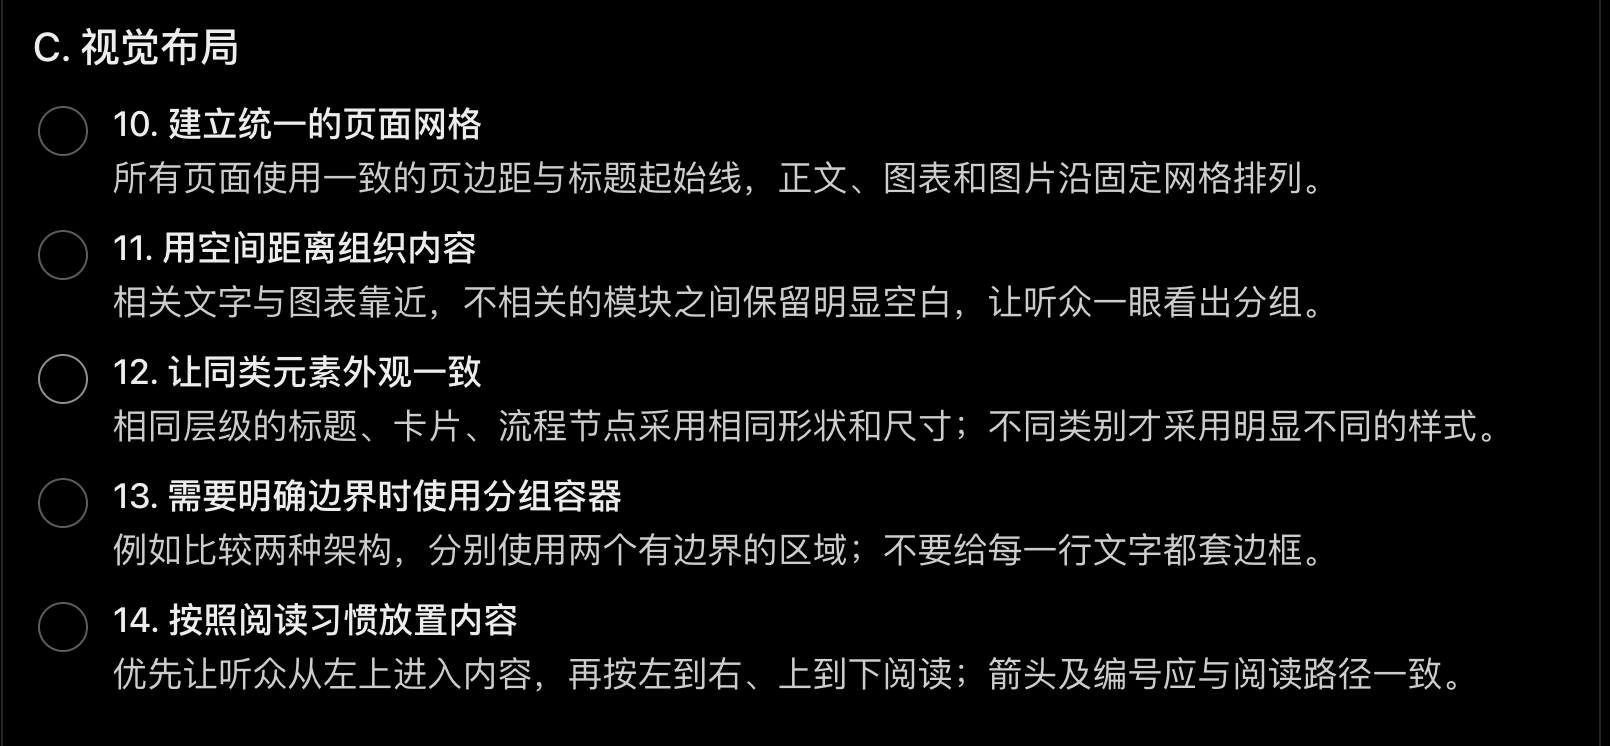 C. 视觉布局
10. 建立统一的页面网格
所有页面使用一致的页边距与标题起始线，正文、图表和图片沿固定网格排列。
11. 用空间距离组织内容
相关文字与图表靠近，不相关的模块之间保留明显空白，让听众一眼看出分组。
12. 让同类元素外观一致
相同层级的标题、卡片、流程节点采用相同形状和尺寸；不同类别才采用明显不同的样式。
13. 需要明确边界时使用分组容器
例如比较两种架构，分别使用两个有边界的区域；不要给每一行文字都套边框。
14. 按照阅读习惯放置内容
优先让听众从左上进入内容，再按左到右、上到下阅读；箭头及编号应与阅读路径一致。